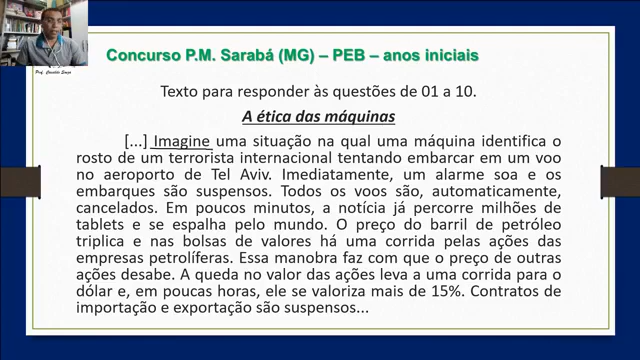 Prof. Claudião Souza
Concurso P.M. Sarabá (MG) – PEB – anos iniciais
Texto para responder às questões de 01 a 10.
A ética das máquinas
[...] Imagine uma situação na qual uma máquina identifica o
rosto de um terrorista internacional tentando embarcar em um voo
no aeroporto de Tel Aviv. Imediatamente, um alarme soa e os
embarques são suspensos. Todos os voos são, automaticamente,
cancelados. Em poucos minutos, a notícia já percorre milhões de
tablets e se espalha pelo mundo. O preço do barril de petróleo
triplica e nas bolsas de valores há uma corrida pelas ações das
empresas petrolíferas. Essa manobra faz com que o preço de outras
ações desabe. A queda no valor das ações leva a uma corrida para o
dólar e, em poucas horas, ele se valoriza mais de 15%. Contratos de
importação e exportação são suspensos...